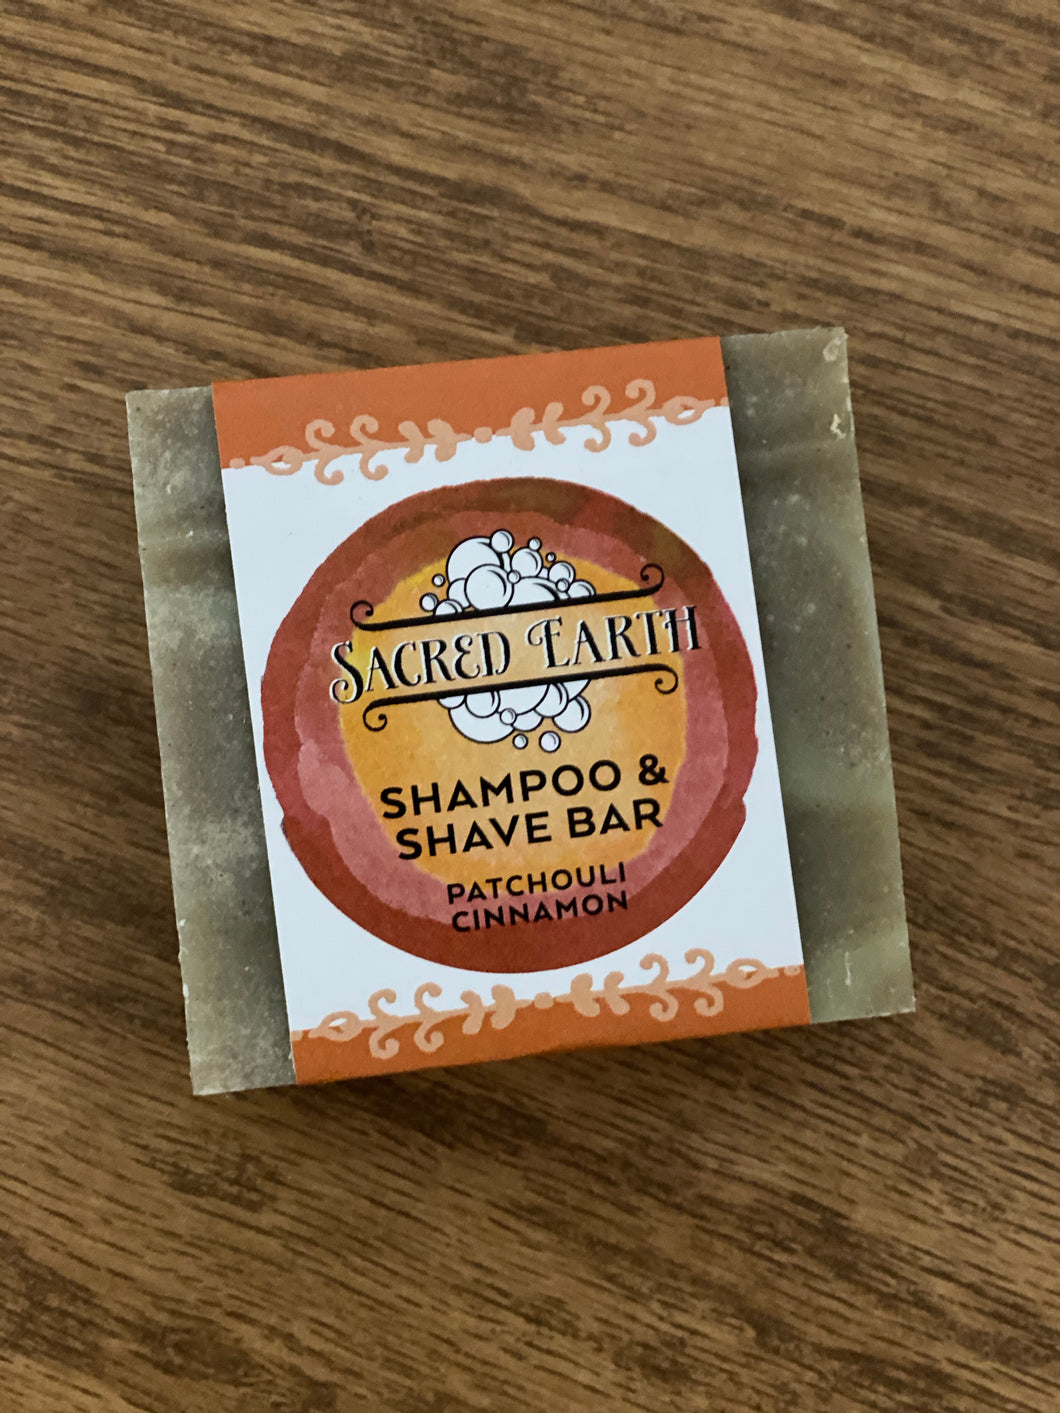 SACRED EARTH
SHAMPOO &
SHAVE BAR
PATCHOULI
CINNAMON